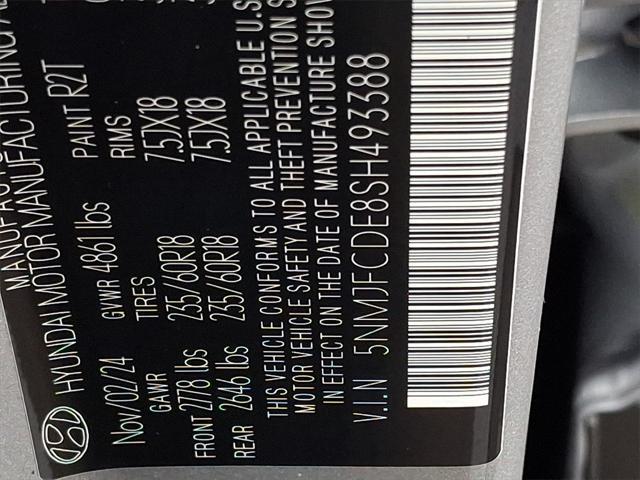 MANUFACTU
HYUNDAI MOTOR MANUFACTURING AL
Nov/02/24 GVWR 4861 lbs PAINT R2T
GAWR TIRES RIMS
FRONT 2778 lbs 235/60R18 7.5JX18
REAR 2646 lbs 235/60R18 7.5JX18
THIS VEHICLE CONFORMS TO ALL APPLICABLE U.S
MOTOR VEHICLE SAFETY AND THEFT PREVENTION S
IN EFFECT ON THE DATE OF MANUFACTURE SHOW
V.I.N 5NMJFCDE8SH493388